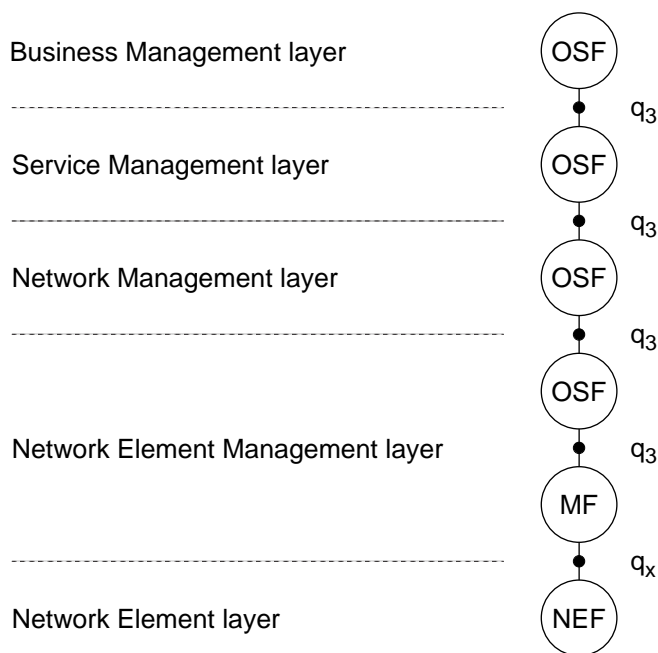 Business Management layer OSF
q3
Service Management layer OSF
q3
Network Management layer OSF
q3
OSF
Network Element Management layer q3
MF
qx
Network Element layer NEF